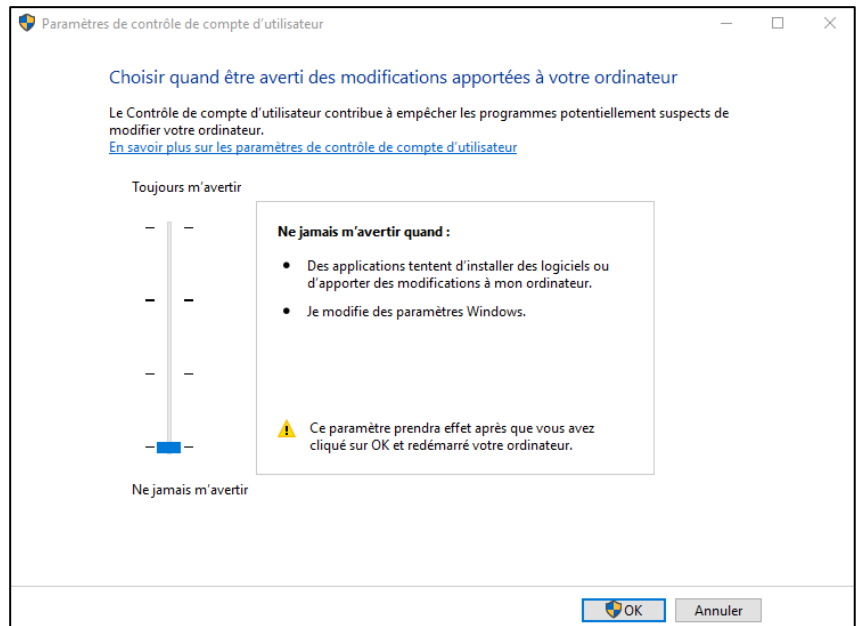 Paramètres de contrôle de compte d'utilisateur
Choisir quand être averti des modifications apportées à votre ordinateur
Le Contrôle de compte d'utilisateur contribue à empêcher les programmes potentiellement suspects de
modifier votre ordinateur.
En savoir plus sur les paramètres de contrôle de compte d'utilisateur
Toujours m'avertir
Ne jamais m'avertir quand :
• Des applications tentent d'installer des logiciels ou
d'apporter des modifications à mon ordinateur.
• Je modifie des paramètres Windows.
Ce paramètre prendra effet après que vous avez
cliqué sur OK et redémarré votre ordinateur.
Ne jamais m'avertir
OK Annuler